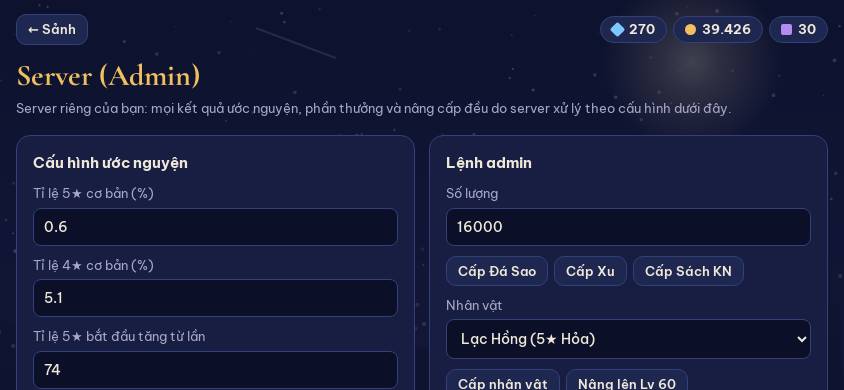 ← Sảnh
270
39.426
30
Server (Admin)
Server riêng của bạn: mọi kết quả ước nguyện, phần thưởng và nâng cấp đều do server xử lý theo cấu hình dưới đây.
Cấu hình ước nguyện
Tỉ lệ 5★ cơ bản (%)
0.6
Tỉ lệ 4★ cơ bản (%)
5.1
Tỉ lệ 5★ bắt đầu tăng từ lần
74
Lệnh admin
Số lượng
16000
Cấp Đá Sao
Cấp Xu
Cấp Sách KN
Nhân vật
Lạc Hồng (5★ Hỏa)
Cấp nhân vật
Nâng lên Lv 60